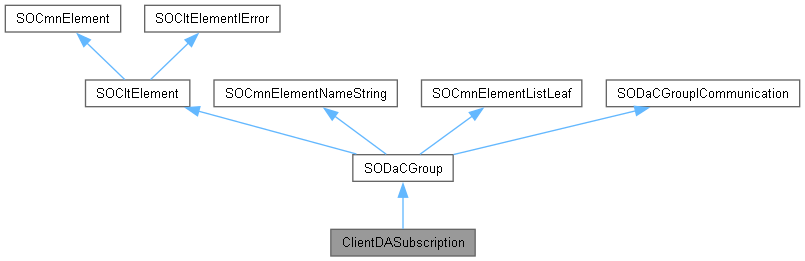 SOCmnElement
SOCltElementIError
SOCltElement
SOCmnElementNameString
SOCmnElementListLeaf
SODaCGroupICommunication
SODaCGroup
ClientDASubscription